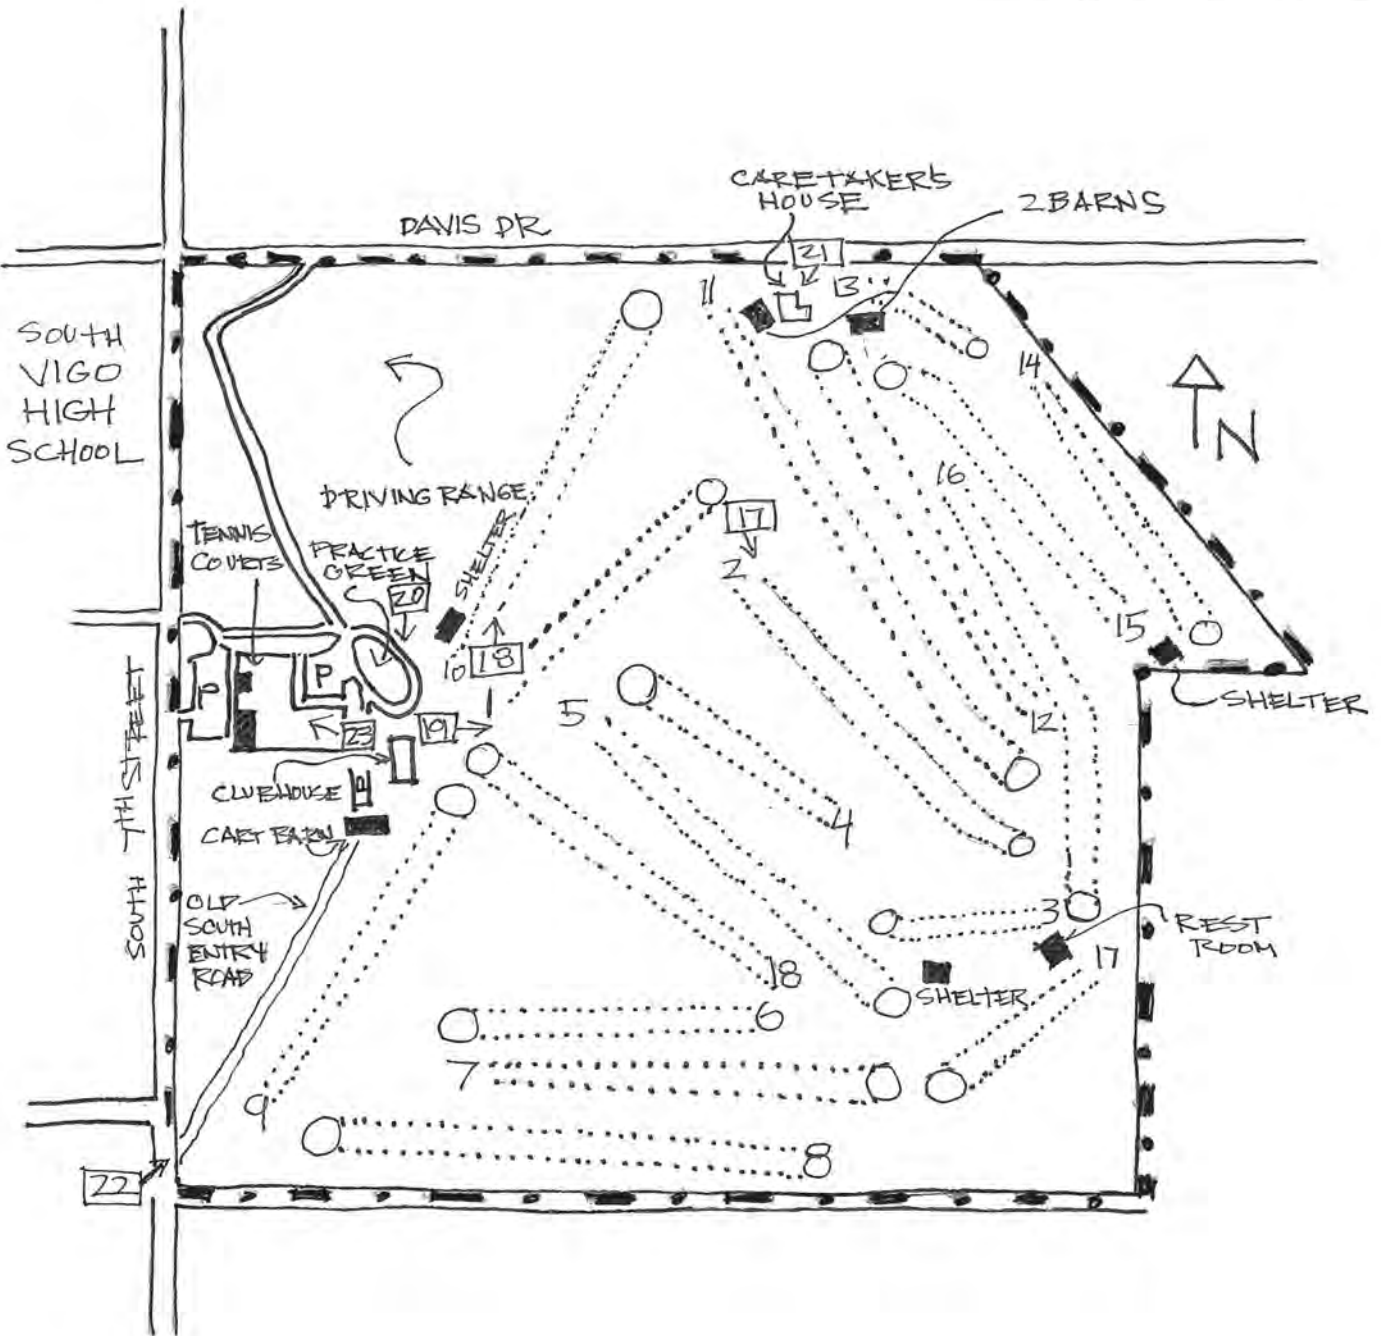 CARETAKER'S
HOUSE
2 BARNS
DAVIS DR
21
11
13
SOUTH
VIGO
HIGH
SCHOOL
14
N
16
DRIVING RANGE
TENNIS
COURTS
PRACTICE
GREEN
SHELTER
20
17
2
15
10
18
P
P
SHELTER
5
12
19
23
CLUBHOUSE
P
4
CART BARN
SOUTH 7TH STREET
OLD
SOUTH
ENTRY
ROAD
3
REST
ROOM
17
18
SHELTER
6
7
9
8
22